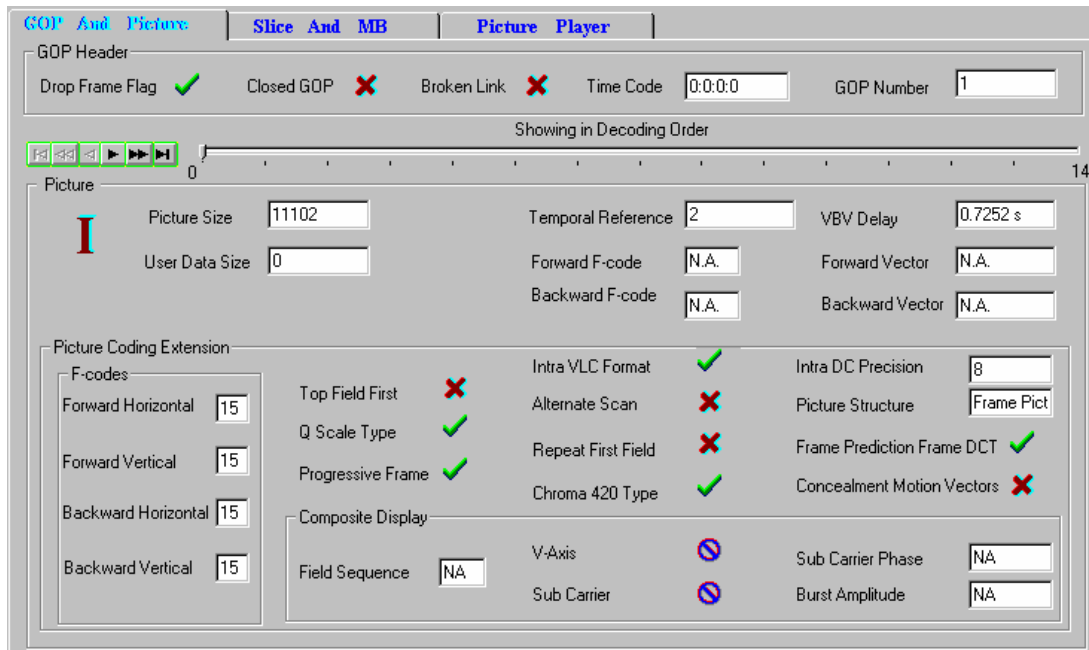 GOP And Picture
Slice And MB
Picture Player
GOP Header
Drop Frame Flag
Closed GOP
Broken Link
Time Code 0:0:0:0
GOP Number 1
Showing in Decoding Order
0
14
Picture
I
Picture Size 11102
Temporal Reference 2
VBV Delay 0.7252 s
User Data Size 0
Forward F-code N.A.
Forward Vector N.A.
Backward F-code N.A.
Backward Vector N.A.
Picture Coding Extension
F-codes
Forward Horizontal 15
Forward Vertical 15
Backward Horizontal 15
Backward Vertical 15
Top Field First
Q Scale Type
Progressive Frame
Intra VLC Format
Alternate Scan
Repeat First Field
Chroma 420 Type
Intra DC Precision 8
Picture Structure Frame Pict
Frame Prediction Frame DCT
Concealment Motion Vectors
Composite Display
Field Sequence NA
V-Axis
Sub Carrier
Sub Carrier Phase NA
Burst Amplitude NA